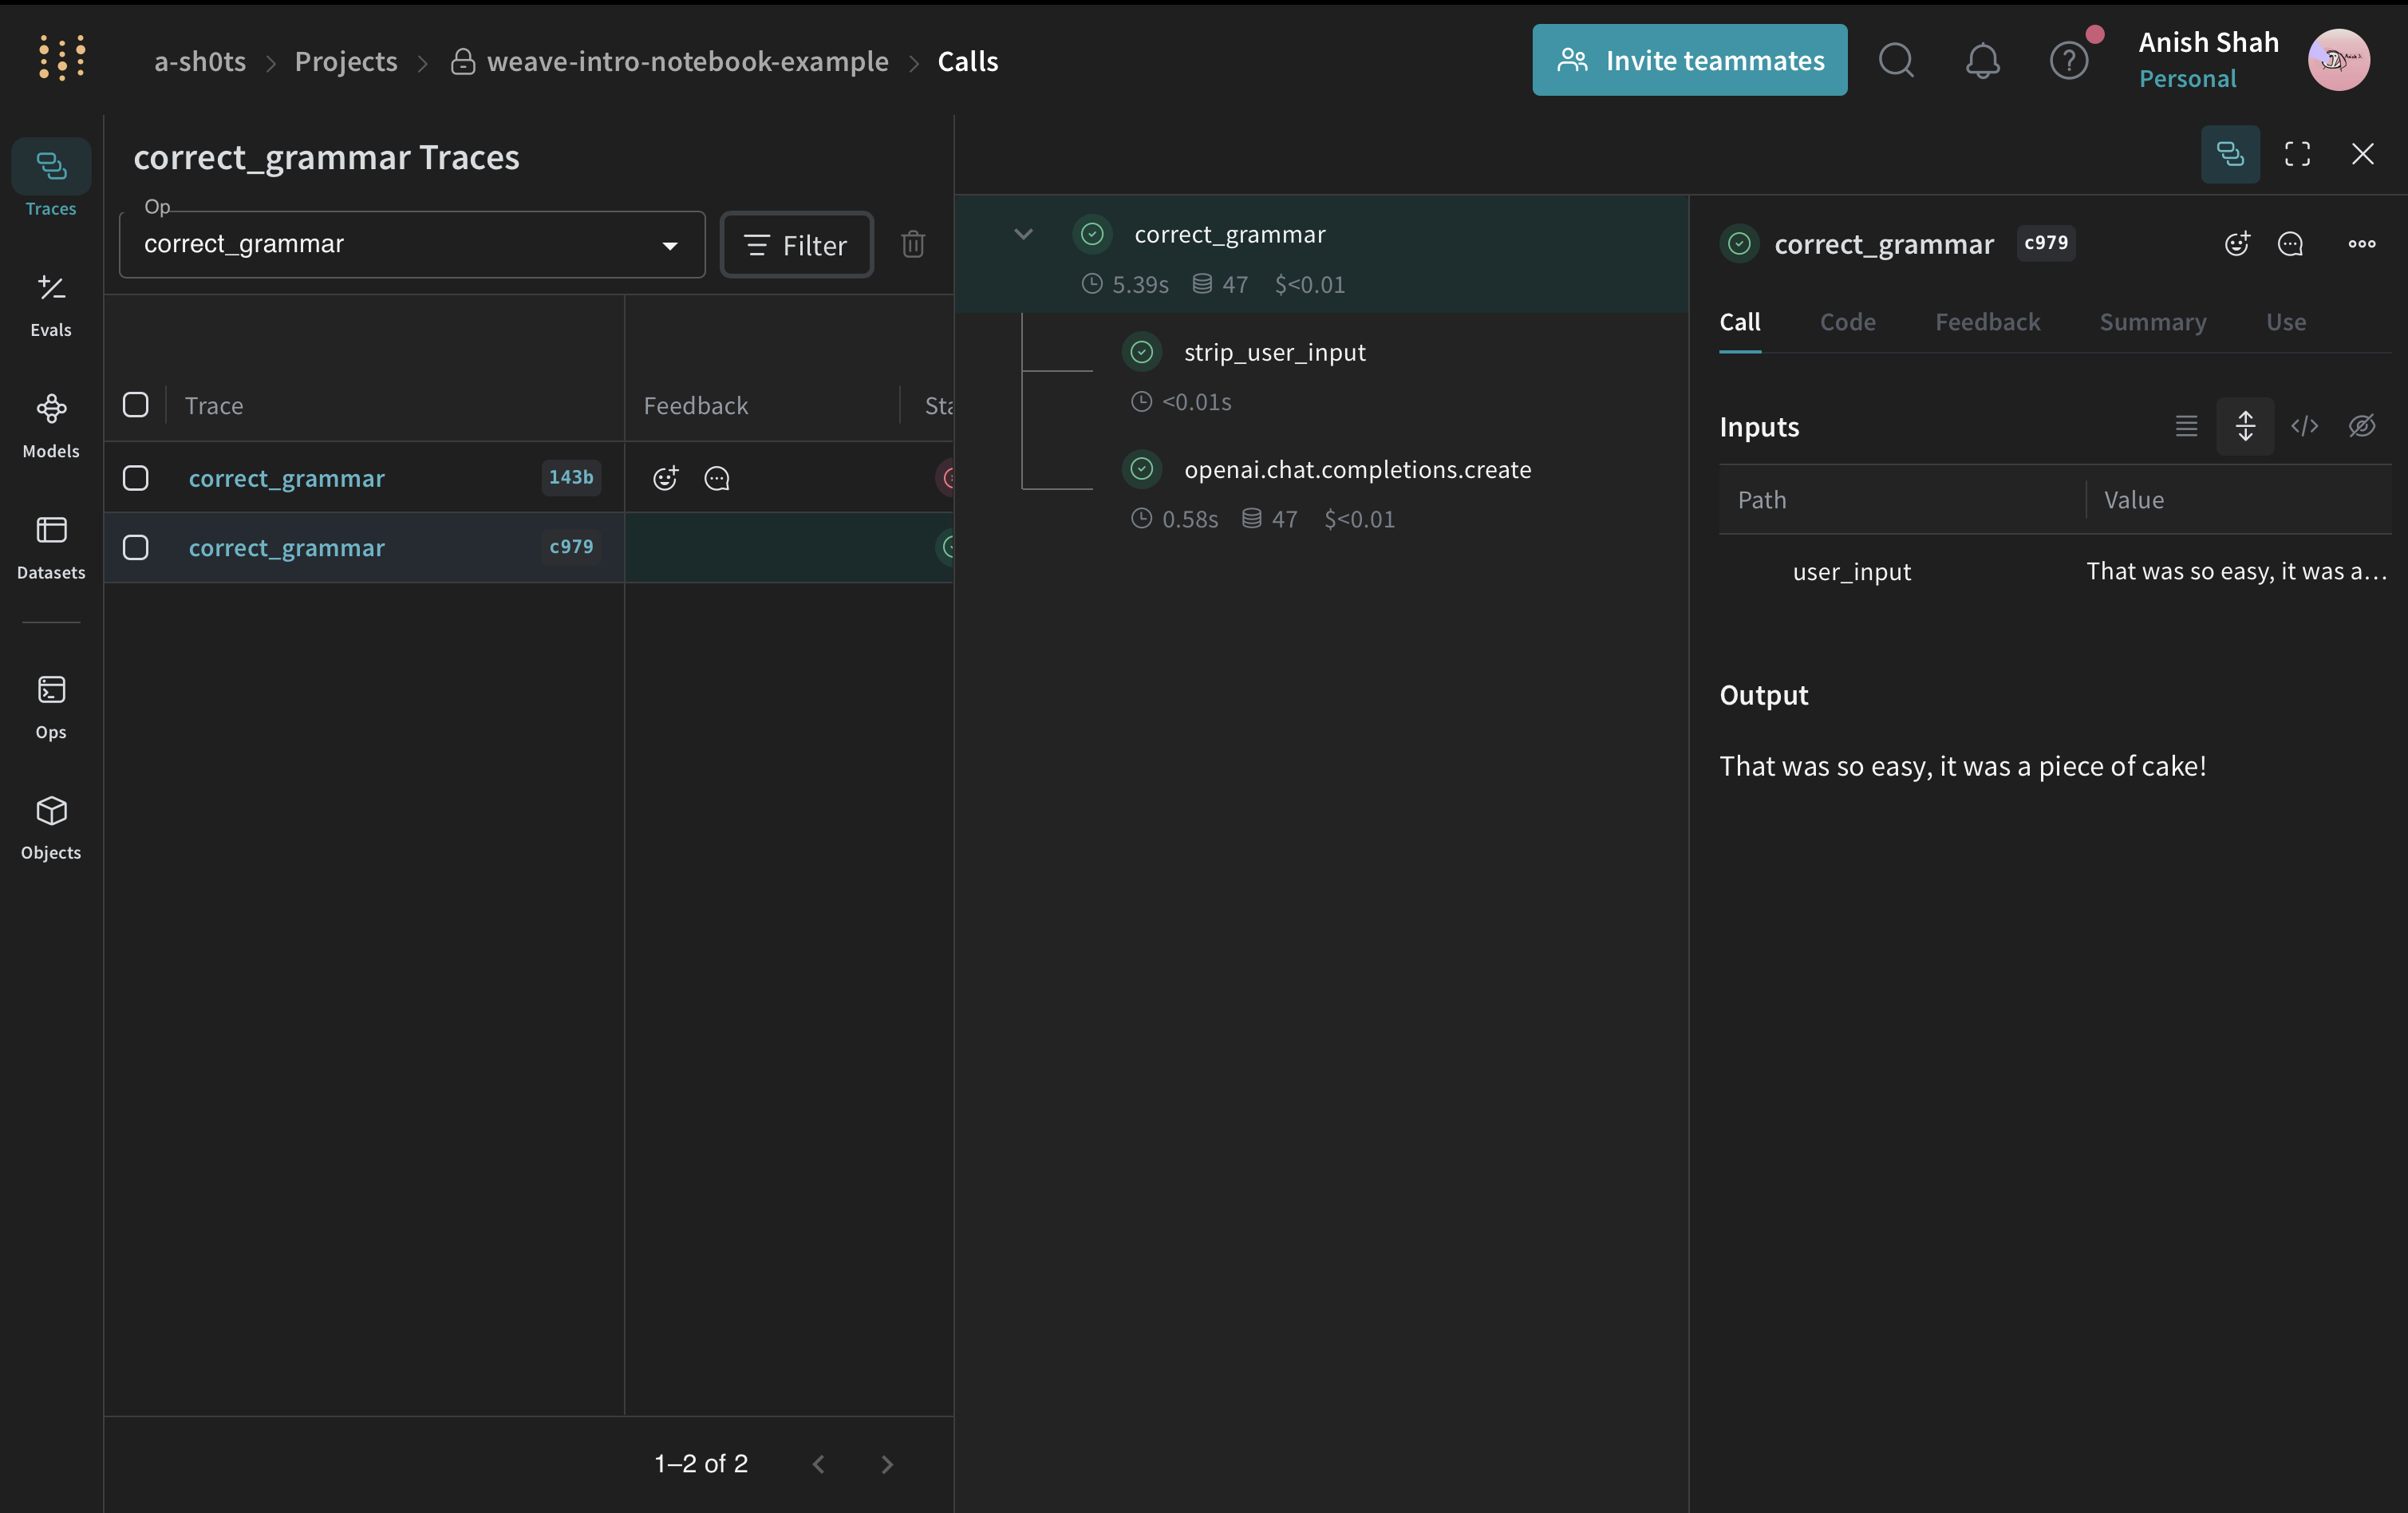 a-sh0ts > Projects > weave-intro-notebook-example > Calls
Invite teammates
?
Anish Shah
Personal
Traces
Evals
Models
Datasets
Ops
Objects
correct_grammar Traces
Op
correct_grammar
Filter
Trace Feedback Sta
correct_grammar 143b
correct_grammar c979
1–2 of 2
correct_grammar
5.39s 47 $<0.01
strip_user_input
<0.01s
openai.chat.completions.create
0.58s 47 $<0.01
correct_grammar c979
Call Code Feedback Summary Use
Inputs
Path Value
user_input That was so easy, it was a...
Output
That was so easy, it was a piece of cake!